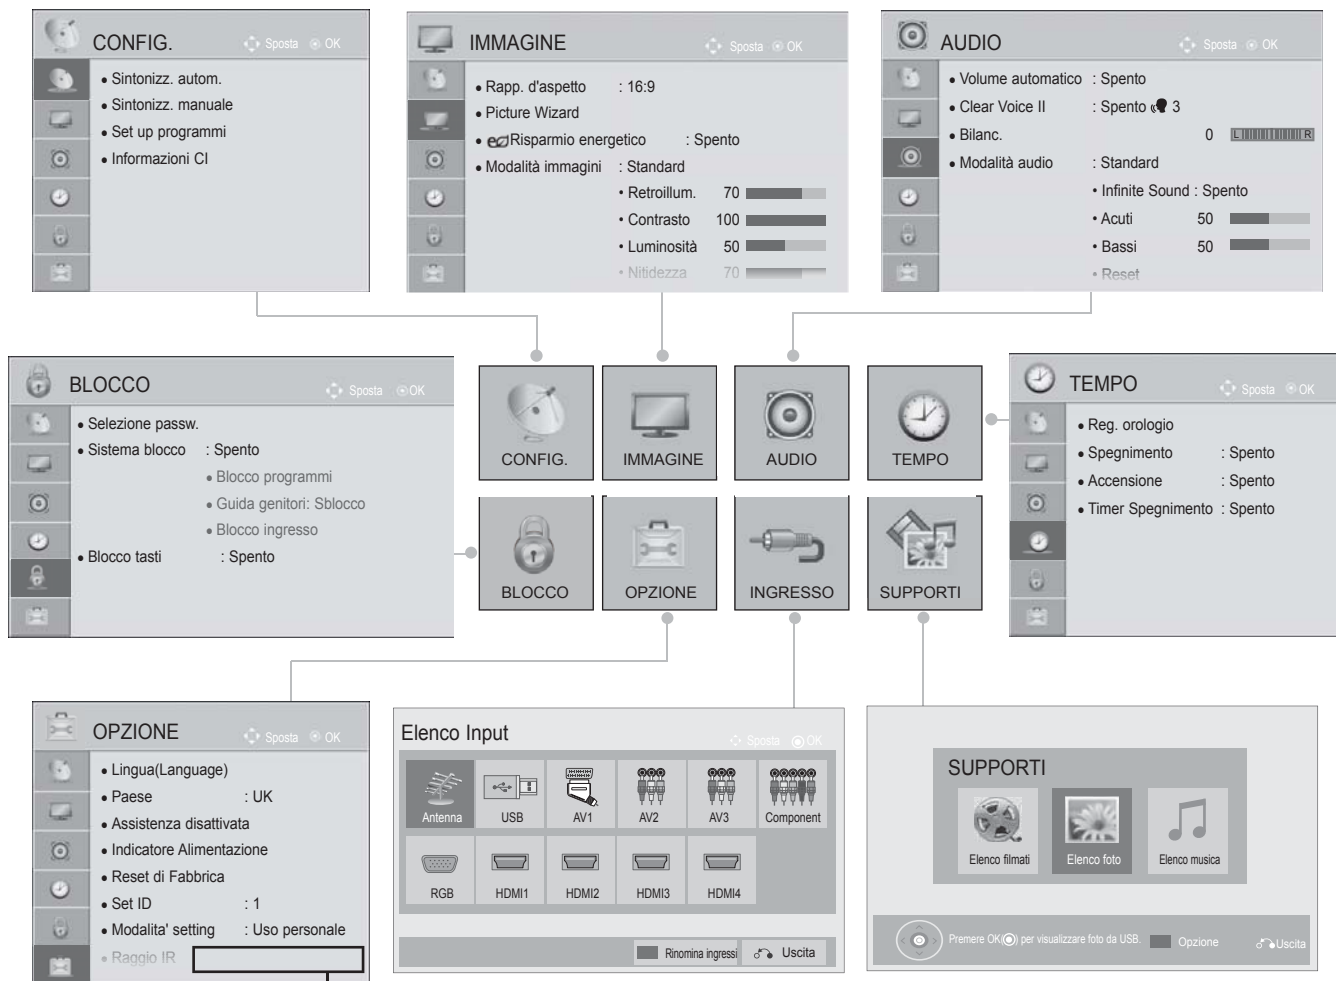 CONFIG.
Sposta OK
• Sintonizz. autom.
• Sintonizz. manuale
• Set up programmi
• Informazioni CI
IMMAGINE
Sposta OK
• Rapp. d'aspetto : 16:9
• Picture Wizard
• Risparmio energetico : Spento
• Modalità immagini : Standard
• Retroillum. 70
• Contrasto 100
• Luminosità 50
• Nitidezza 70
AUDIO
Sposta OK
• Volume automatico : Spento
• Clear Voice II : Spento 3
• Bilanc. 0 L R
• Modalità audio : Standard
• Infinite Sound : Spento
• Acuti 50
• Bassi 50
• Reset
BLOCCO
Sposta OK
• Selezione passw.
• Sistema blocco : Spento
• Blocco programmi
• Guida genitori: Sblocco
• Blocco ingresso
• Blocco tasti : Spento
CONFIG.
IMMAGINE
AUDIO
TEMPO
BLOCCO
OPZIONE
INGRESSO
SUPPORTI
TEMPO
Sposta OK
• Reg. orologio
• Spegnimento : Spento
• Accensione : Spento
• Timer Spegnimento : Spento
OPZIONE
Sposta OK
• Lingua(Language)
• Paese : UK
• Assistenza disattivata
• Indicatore Alimentazione
• Reset di Fabbrica
• Set ID : 1
• Modalita' setting : Uso personale
• Raggio IR
Elenco Input
Sposta OK
Antenna
USB
AV1
AV2
AV3
Component
RGB
HDMI1
HDMI2
HDMI3
HDMI4
Rinomina ingressi
Uscita
SUPPORTI
Elenco filmati
Elenco foto
Elenco musica
Premere OK(◉) per visualizzare foto da USB.
Opzione
Uscita